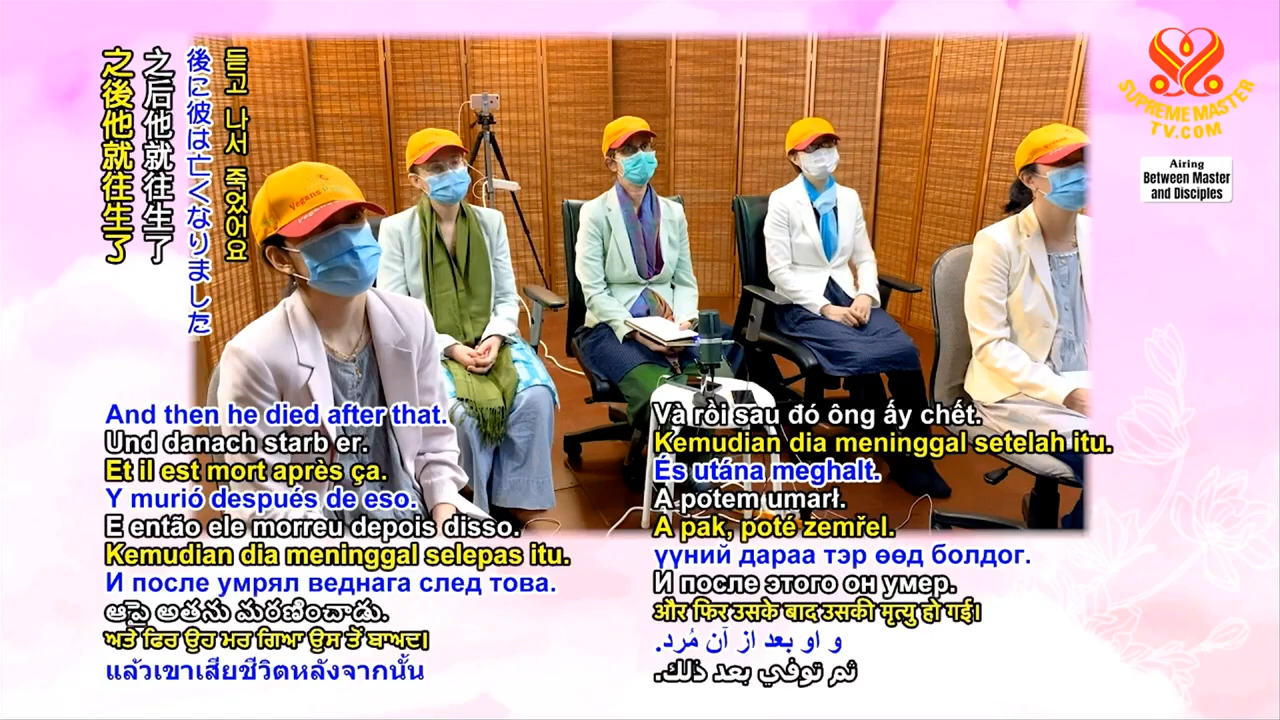 듣고 나서 죽었어요
後に彼は亡くなりました
之后他就往生了
之後他就往生了
SUPREME MASTER
TV.COM
Airing
Between Master
and Disciples
Vegans
And then he died after that.
Und danach starb er.
Et il est mort après ça.
Y murió después de eso.
E então ele morreu depois disso.
Kemudian dia meninggal selepas itu.
И после умрял веднага след това.
ఆపై అతను మరణించాడు.
ਅਤੇ ਫਿਰ ਉਹ ਮਰ ਗਿਆ ਉਸ ਤੋਂ ਬਾਅਦ।
แล้วเขาเสียชีวิตหลังจากนั้น
Và rồi sau đó ông ấy chết.
Kemudian dia meninggal setelah itu.
És utána meghalt.
A potem umarł.
A pak, poté zemřel.
үүний дараа тэр өөд болдог.
И после этого он умер.
और फिर उसके बाद उसकी मृत्यु हो गई।
و او بعد از آن مُرد.
ثم توفي بعد ذلك.